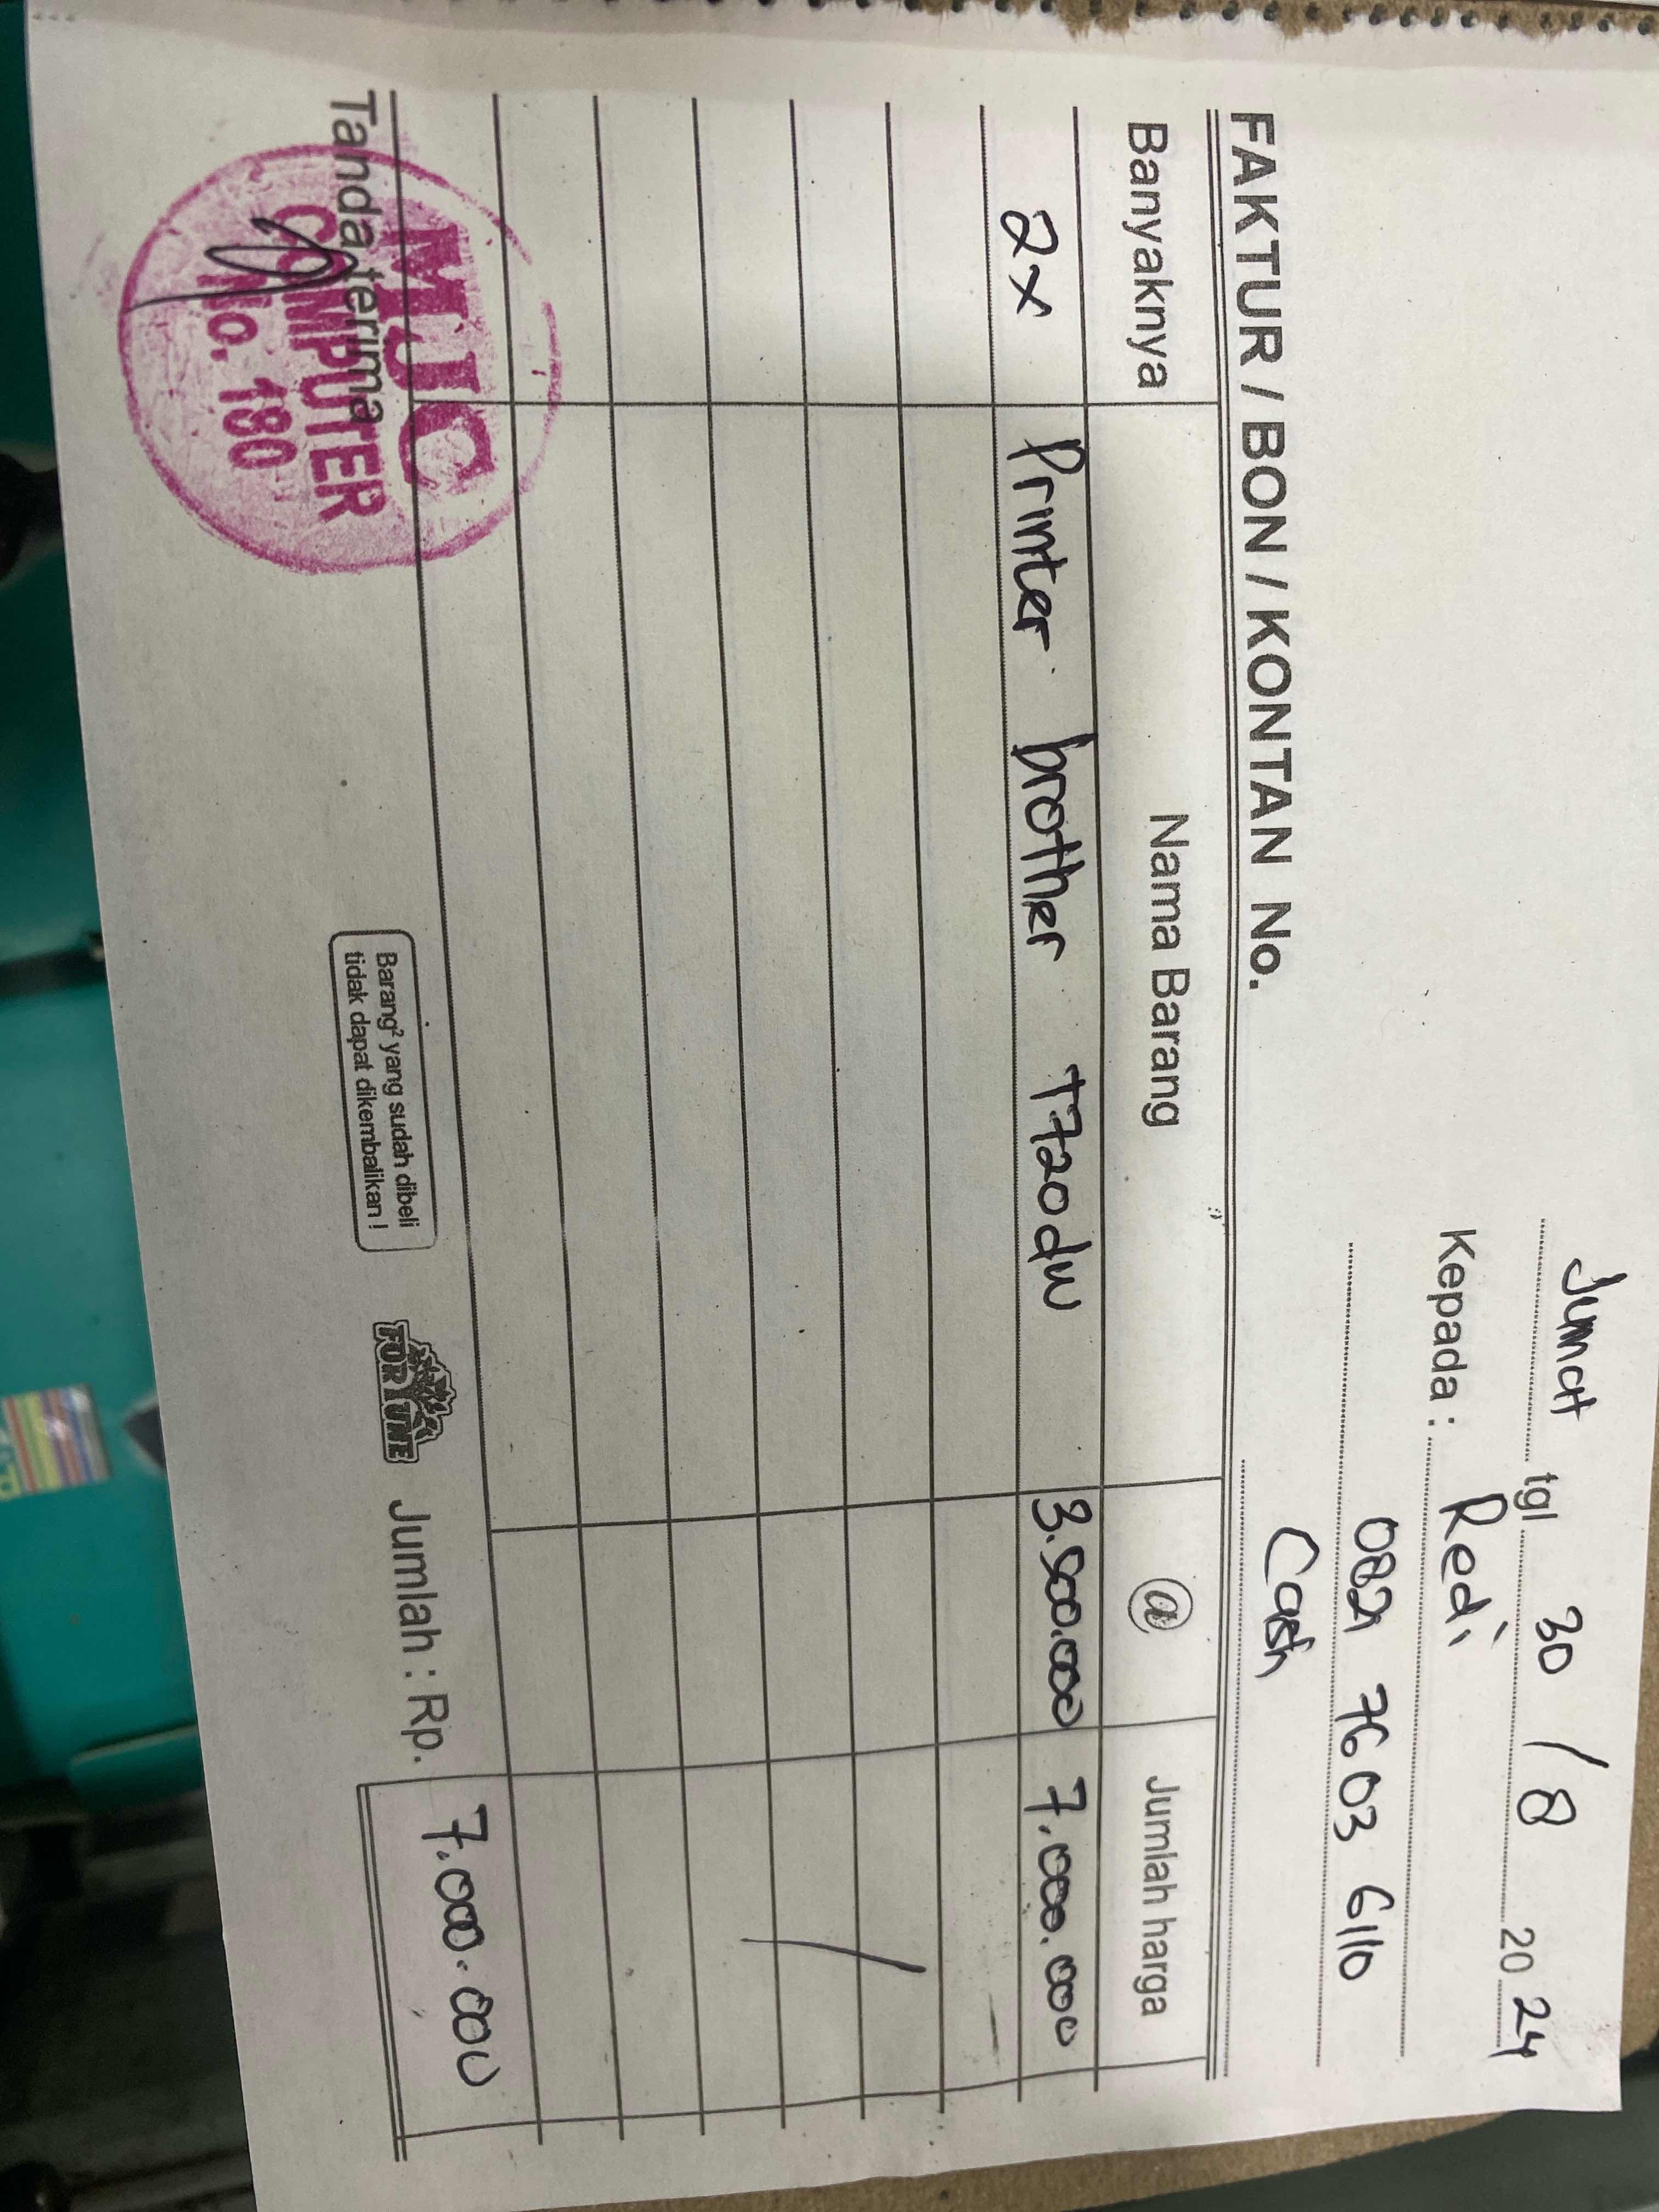 Jumat tgl 30 / 8 20 24
Kepada : Redi
0821 7603 6110
Cash
FAKTUR / BON / KONTAN No.
Banyaknya Nama Barang @ Jumlah harga
2x Printer brother T720dw 3.500.000 7.000.000
Jumlah : Rp. 7.000.000
Tanda terima
MJC
COMPUTER
No. 180
Barang² yang sudah dibeli
tidak dapat dikembalikan !
FORTUNE